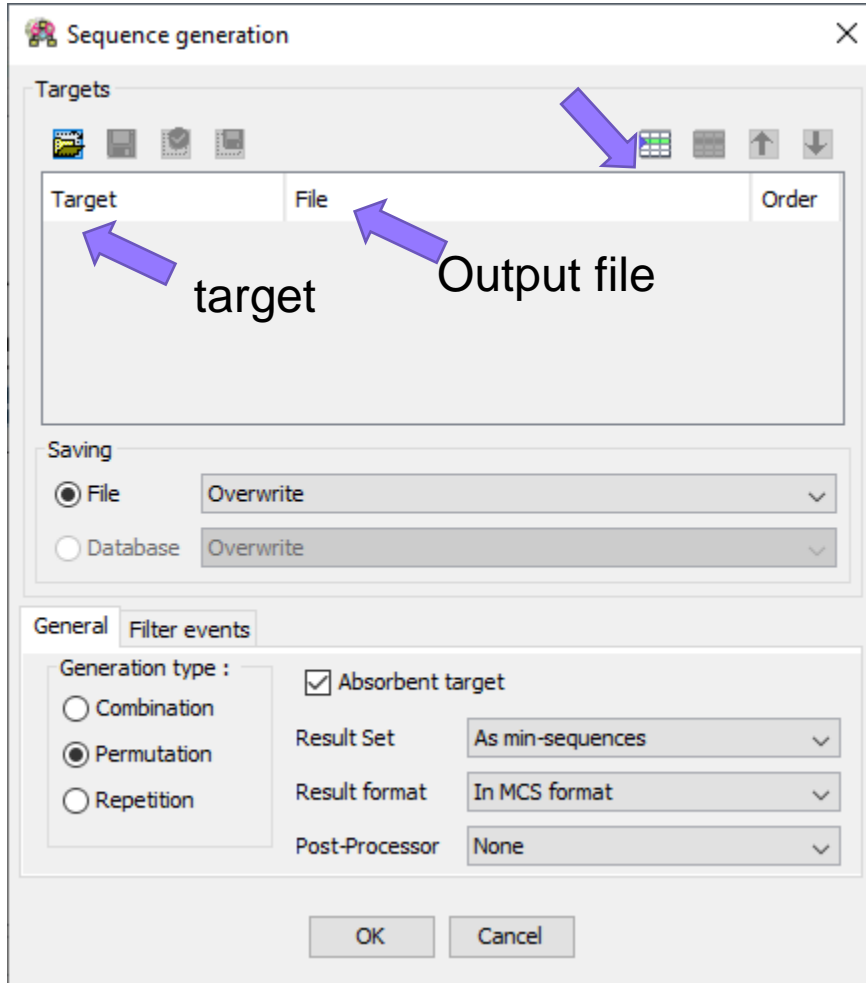 Sequence generation
Targets
Target File Order
target Output file
Saving
File Overwrite
Database Overwrite
General Filter events
Generation type :
Combination
Permutation
Repetition
Absorbent target
Result Set As min-sequences
Result format In MCS format
Post-Processor None
OK Cancel